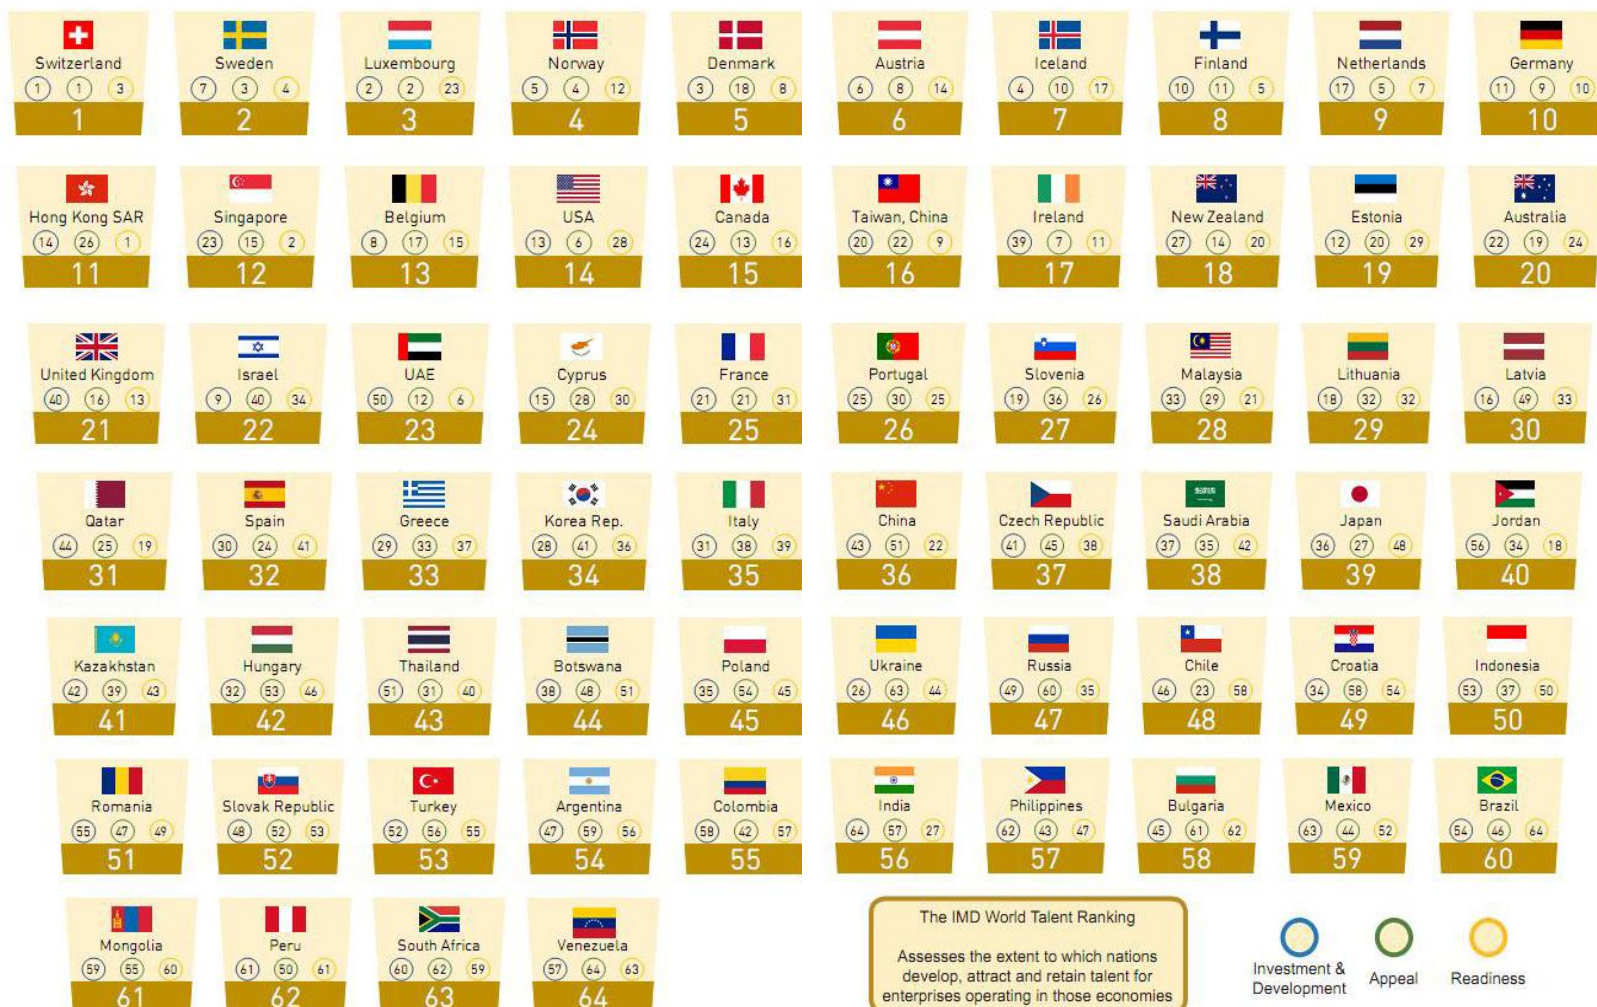 Switzerland Sweden Luxembourg Norway Denmark Austria Iceland Finland Netherlands Germany
1 1 3 7 3 4 2 2 23 5 4 12 3 18 8 6 8 14 4 10 17 10 11 5 17 5 7 11 9 10
1 2 3 4 5 6 7 8 9 10
Hong Kong SAR Singapore Belgium USA Canada Taiwan, China Ireland New Zealand Estonia Australia
14 26 1 23 15 2 8 17 15 13 6 28 24 13 16 20 22 9 39 7 11 27 14 20 12 20 29 22 19 24
11 12 13 14 15 16 17 18 19 20
United Kingdom Israel UAE Cyprus France Portugal Slovenia Malaysia Lithuania Latvia
40 16 13 9 40 34 50 12 6 15 28 30 21 21 31 25 30 25 19 36 26 33 29 21 18 32 32 16 49 33
21 22 23 24 25 26 27 28 29 30
Qatar Spain Greece Korea Rep. Italy China Czech Republic Saudi Arabia Japan Jordan
44 25 19 30 24 41 29 33 37 28 41 36 31 38 39 43 51 22 41 45 38 37 35 42 36 27 48 56 34 18
31 32 33 34 35 36 37 38 39 40
Kazakhstan Hungary Thailand Botswana Poland Ukraine Russia Chile Croatia Indonesia
42 39 43 32 53 46 51 31 40 38 48 51 35 54 45 26 63 44 49 60 35 46 23 58 34 58 54 53 37 50
41 42 43 44 45 46 47 48 49 50
Romania Slovak Republic Turkey Argentina Colombia India Philippines Bulgaria Mexico Brazil
55 47 49 48 52 53 52 56 55 47 59 56 58 42 57 64 57 27 62 43 47 45 61 62 63 44 52 54 46 64
51 52 53 54 55 56 57 58 59 60
Mongolia Peru South Africa Venezuela
59 55 60 61 50 61 60 62 59 57 64 63
61 62 63 64
The IMD World Talent Ranking
Assesses the extent to which nations
develop, attract and retain talent for
enterprises operating in those economies
Investment &
Development
Appeal
Readiness